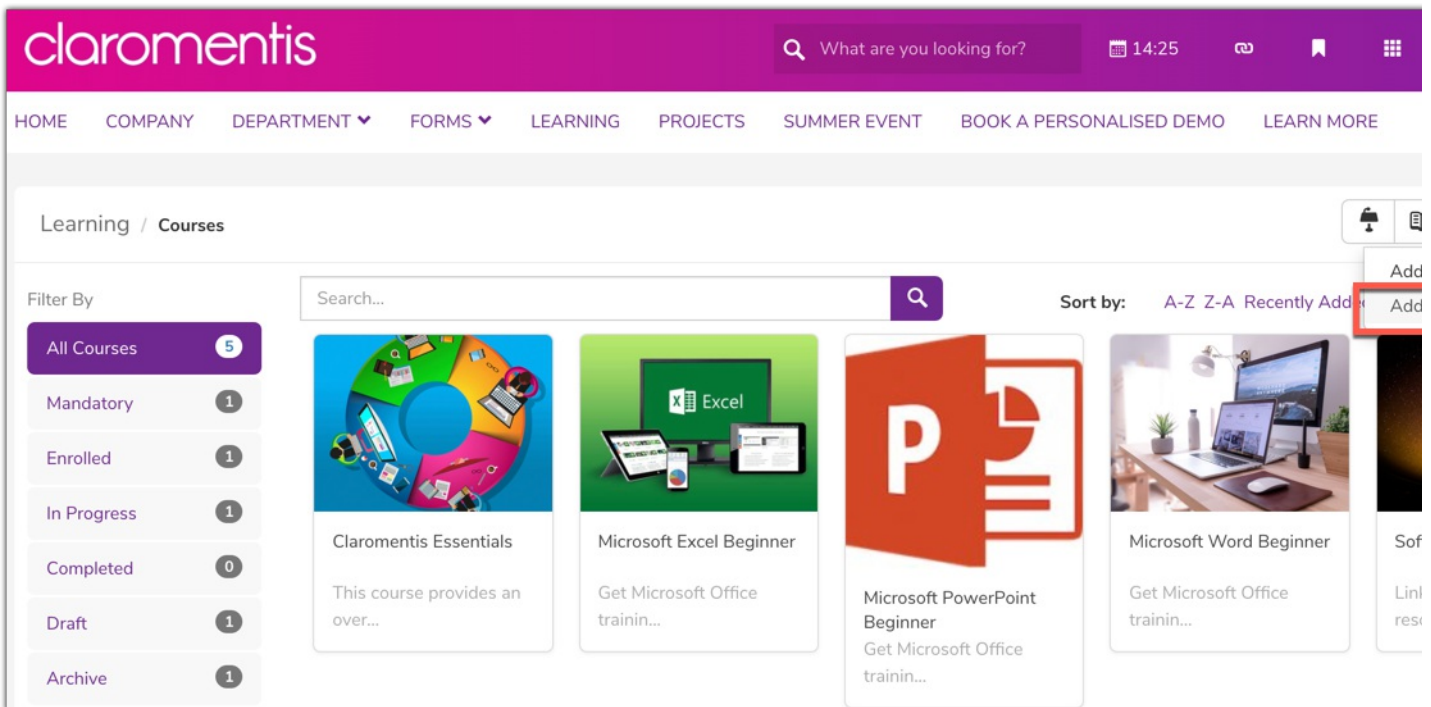 claromentis
What are you looking for?
14:25
HOME COMPANY DEPARTMENT FORMS LEARNING PROJECTS SUMMER EVENT BOOK A PERSONALISED DEMO LEARN MORE
Learning / Courses
Add
Filter By
Search...
Sort by: A-Z Z-A Recently Adde
Add
All Courses 5
Mandatory 1
Enrolled 1
In Progress 1
Completed 0
Draft 1
Archive 1
X Excel
P
Claromentis Essentials
This course provides an
over...
Microsoft Excel Beginner
Get Microsoft Office
trainin...
Microsoft PowerPoint
Beginner
Get Microsoft Office
trainin...
Microsoft Word Beginner
Get Microsoft Office
trainin...
Sof